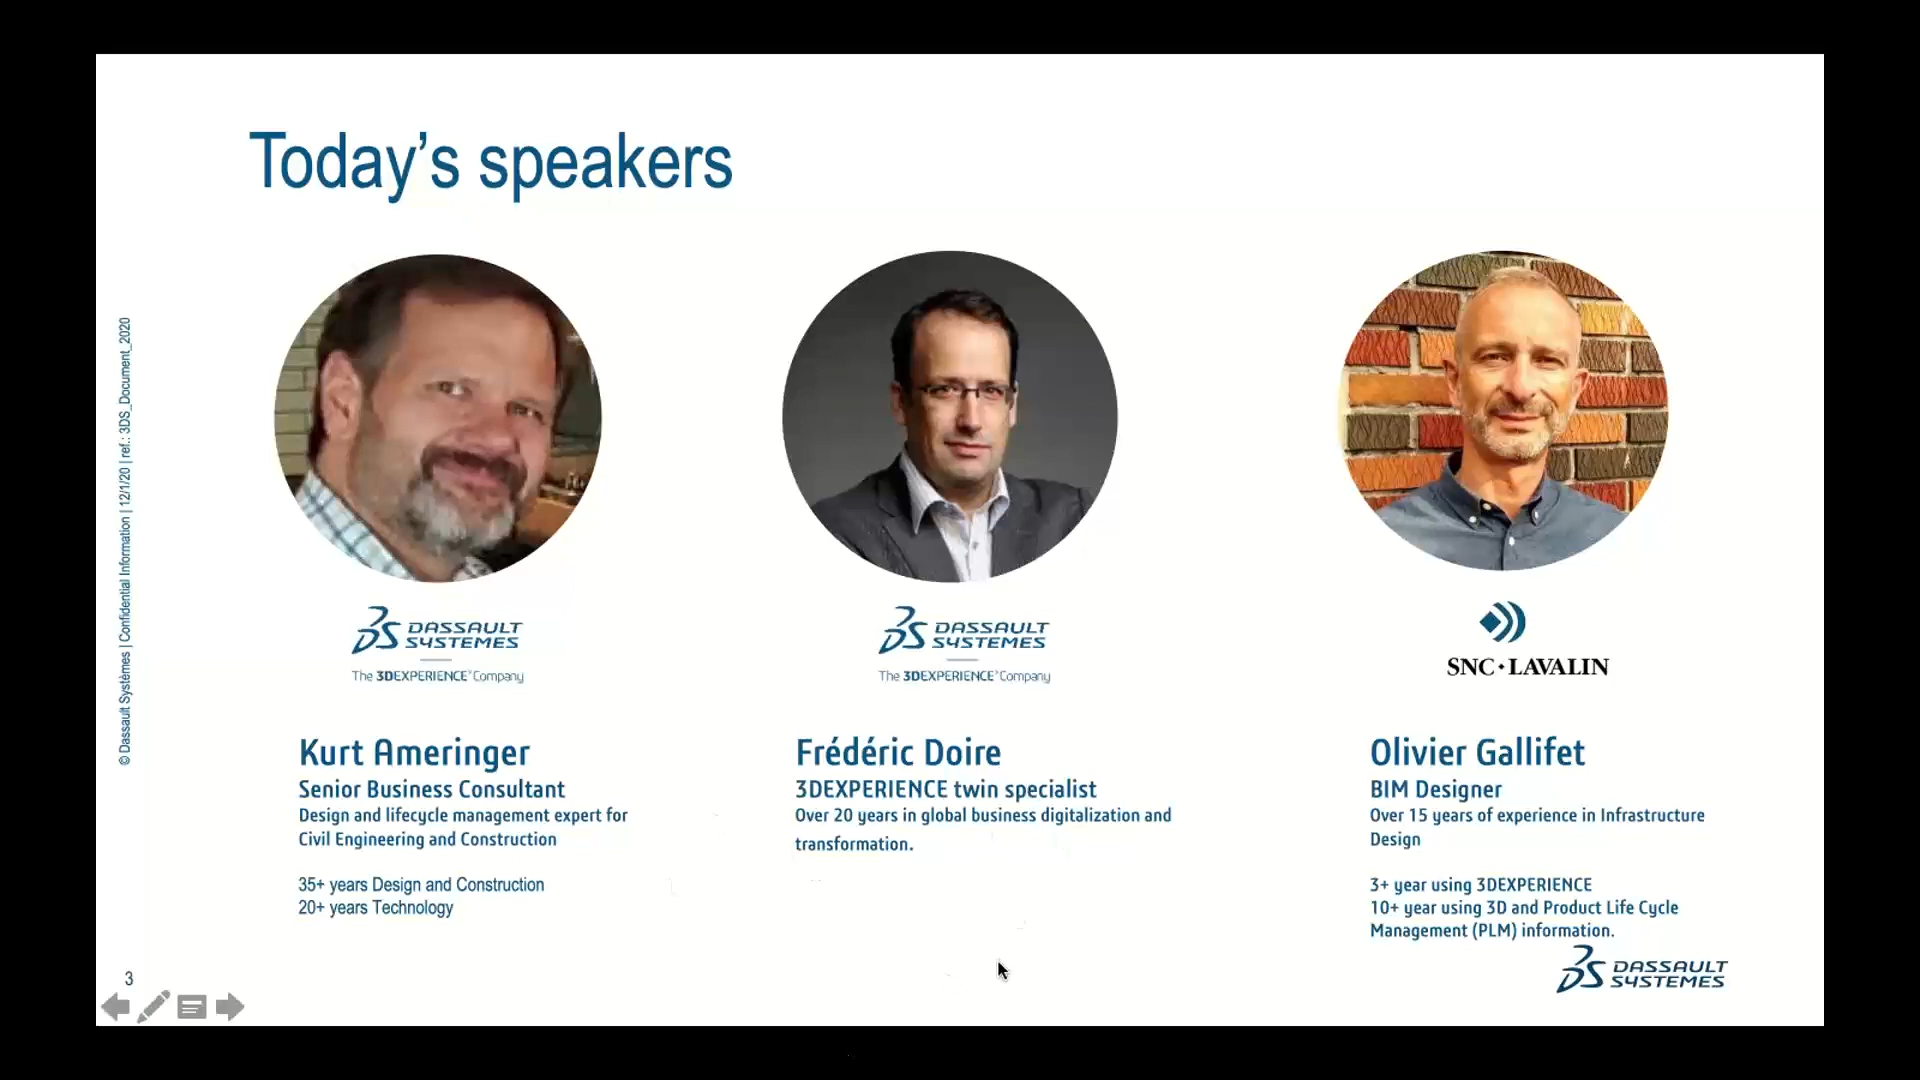 Today's speakers
© Dassault Systèmes | Confidential Information | 12/1/20 | ref.: 3DS_Document_2020
3DS DASSAULT
SYSTEMES
The 3DEXPERIENCE Company
Kurt Ameringer
Senior Business Consultant
Design and lifecycle management expert for
Civil Engineering and Construction
35+ years Design and Construction
20+ years Technology
3DS DASSAULT
SYSTEMES
The 3DEXPERIENCE Company
Frédéric Doire
3DEXPERIENCE twin specialist
Over 20 years in global business digitalization and
transformation.
SNC • LAVALIN
Olivier Gallifet
BIM Designer
Over 15 years of experience in Infrastructure
Design
3+ year using 3DEXPERIENCE
10+ year using 3D and Product Life Cycle
Management (PLM) information.
3DS DASSAULT
SYSTEMES
3